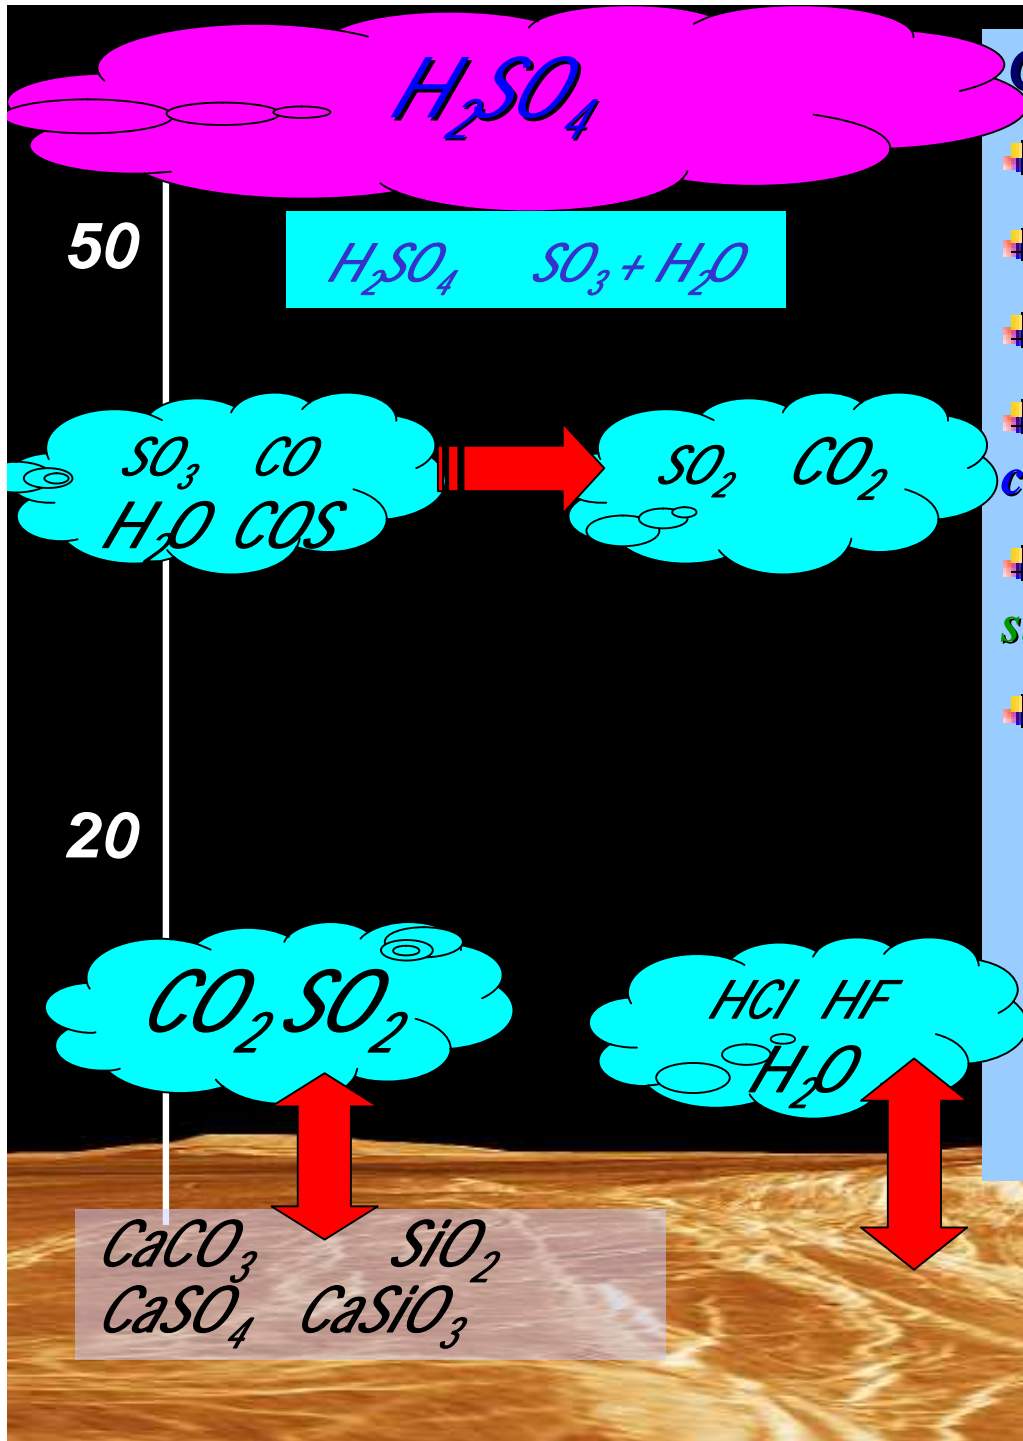 H₂SO₄
50
H₂SO₄ SO₃ + H₂O
SO₃ CO
H₂O COS
SO₂ CO₂
20
CO₂ SO₂
HCl HF
H₂O
CaCO₃ SiO₂
CaSO₄ CaSiO₃